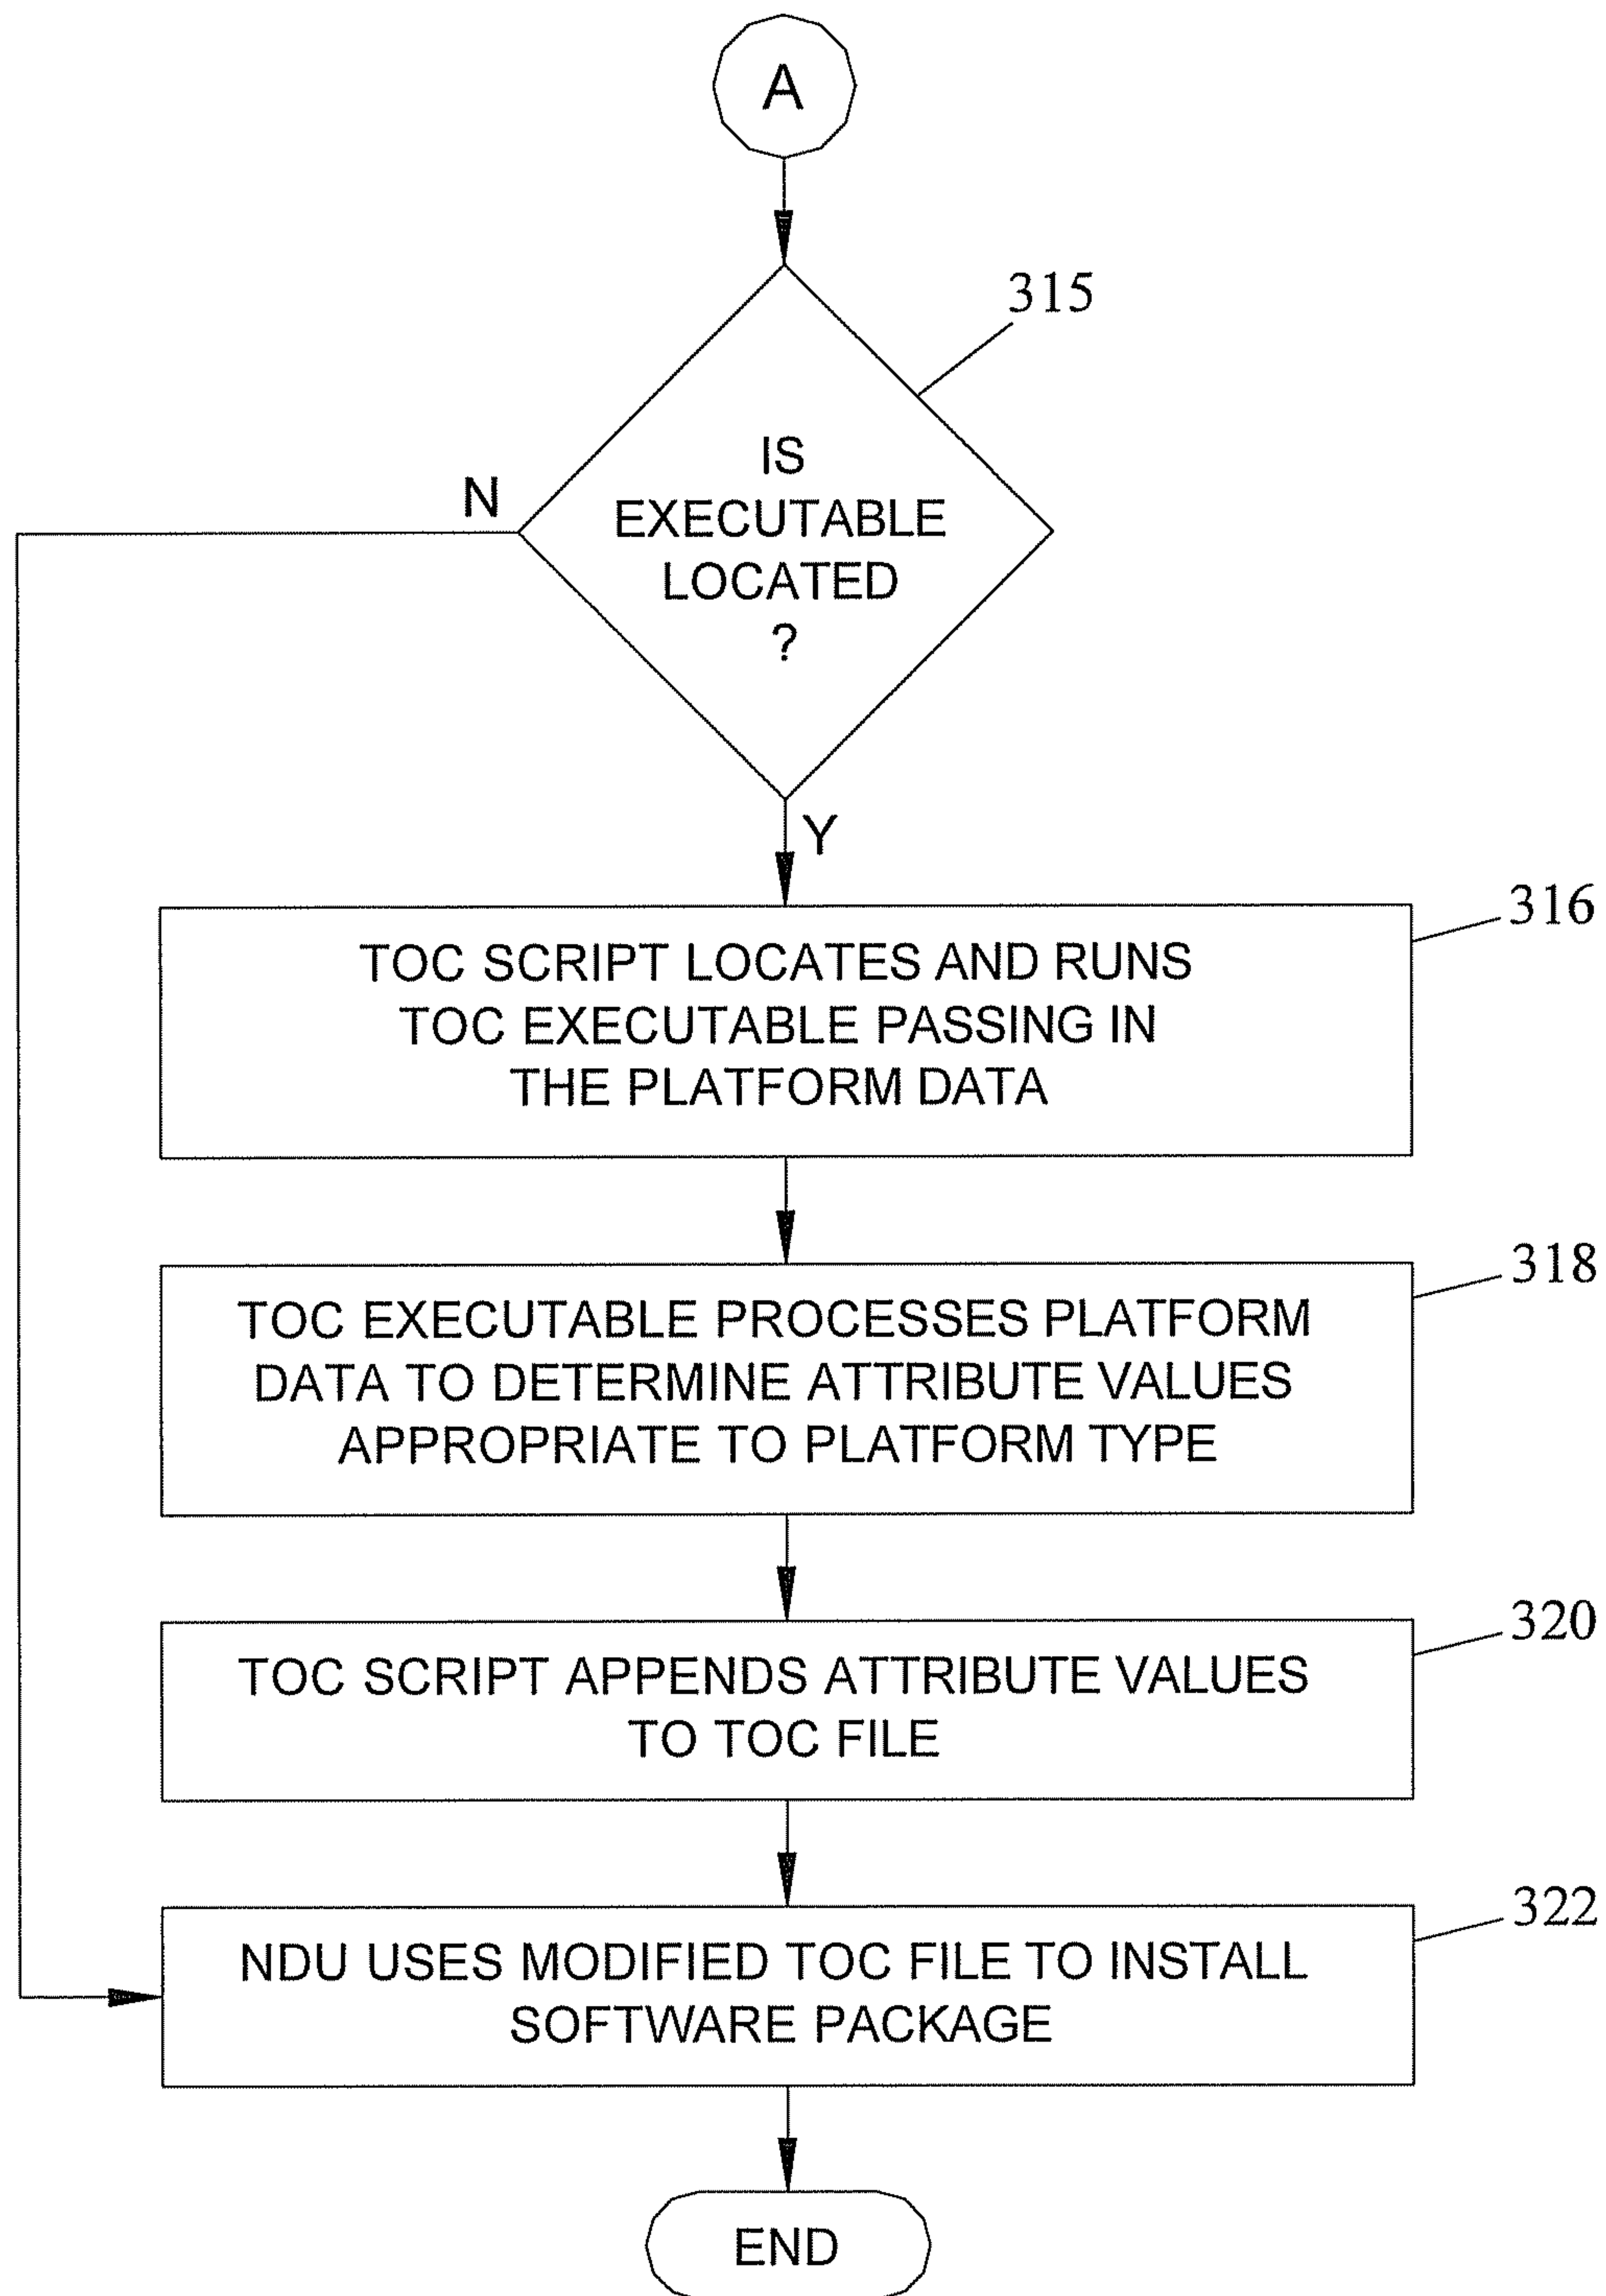 A
315
IS
EXECUTABLE
LOCATED
?
N
Y
316
TOC SCRIPT LOCATES AND RUNS
TOC EXECUTABLE PASSING IN
THE PLATFORM DATA
318
TOC EXECUTABLE PROCESSES PLATFORM
DATA TO DETERMINE ATTRIBUTE VALUES
APPROPRIATE TO PLATFORM TYPE
320
TOC SCRIPT APPENDS ATTRIBUTE VALUES
TO TOC FILE
322
NDU USES MODIFIED TOC FILE TO INSTALL
SOFTWARE PACKAGE
END